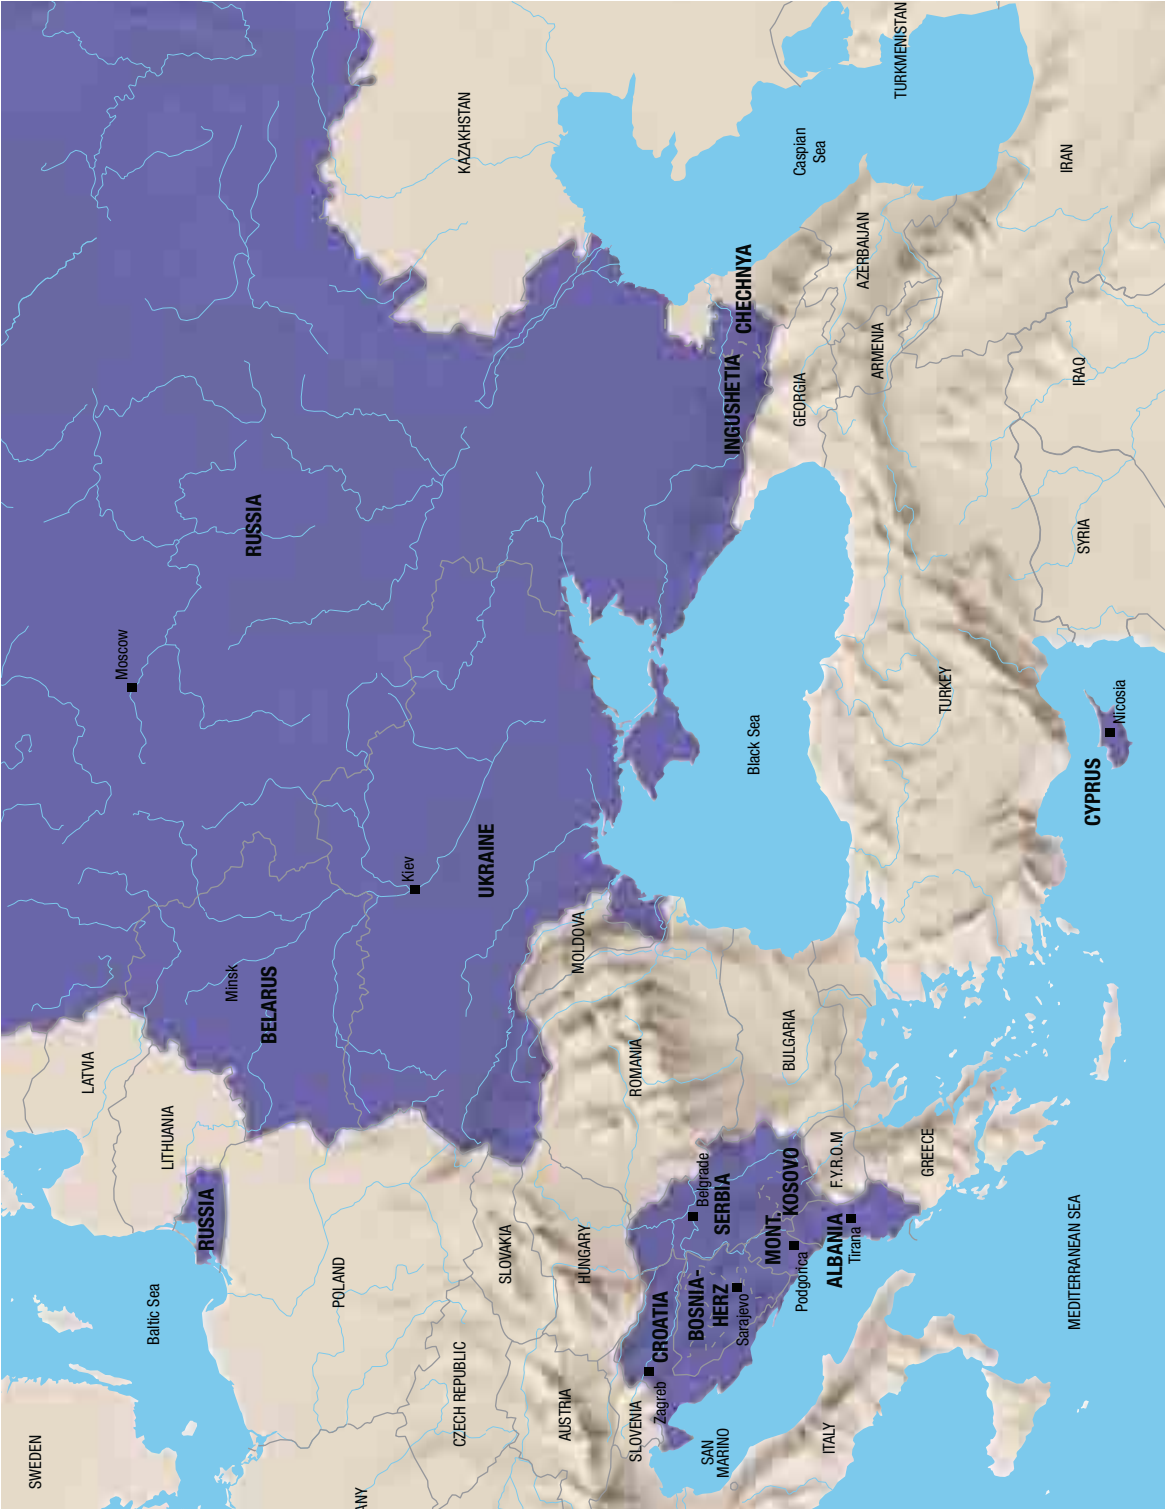 SWEDEN
LATVIA
Baltic Sea
LITHUANIA
Moscow
RUSSIA
Minsk
RUSSIA
BELARUS
ANY
POLAND
Kiev
CZECH REPUBLIC
KAZAKHSTAN
UKRAINE
SLOVAKIA
AUSTRIA
HUNGARY
MOLDOVA
SLOVENIA
ROMANIA
Zagreb
CROATIA
BOSNIA-
HERZ
Sarajevo
Belgrade
SERBIA
SAN
MARINO
Black Sea
INGUSHETIA
CHECHNYA
MONT.
KOSOVO
Podgorica
BULGARIA
GEORGIA
Caspian
Sea
ITALY
ALBANIA
Tirana
F.Y.R.O.M
ARMENIA
AZERBAIJAN
TURKMENISTAN
GREECE
TURKEY
MEDITERRANEAN SEA
CYPRUS
Nicosia
SYRIA
IRAQ
IRAN